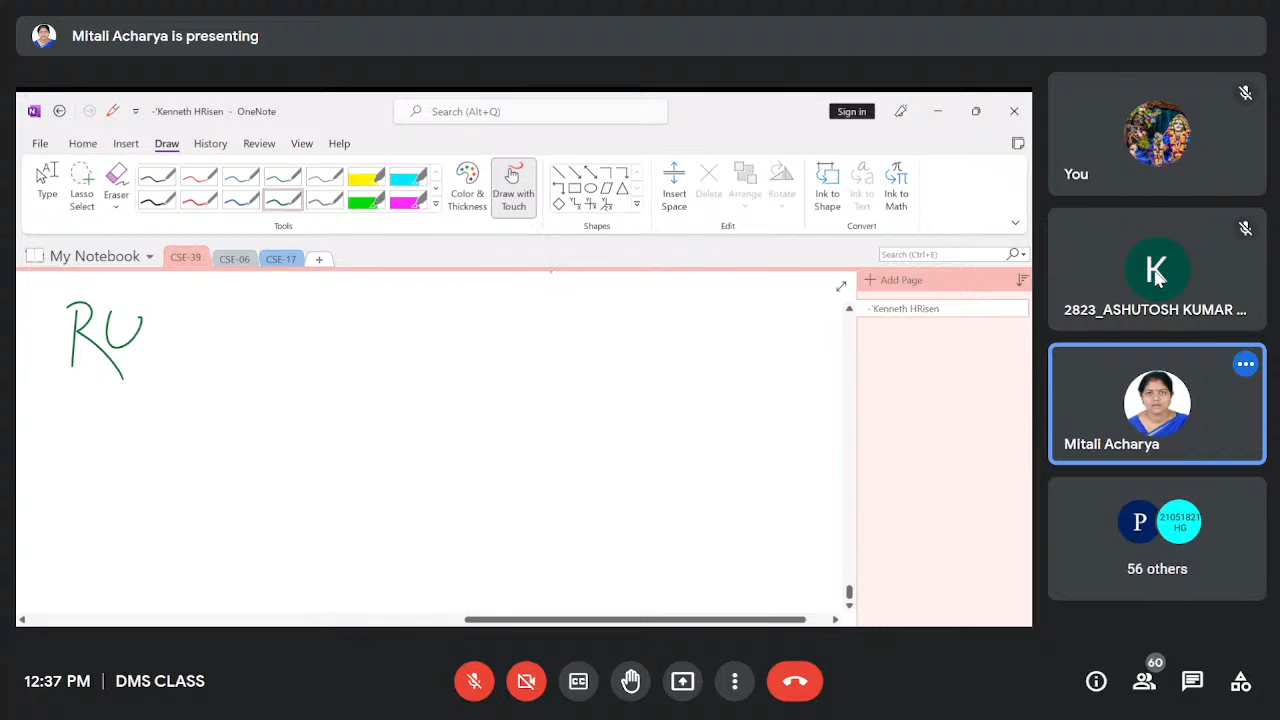 Mitali Acharya is presenting
-'Kenneth HRisen - OneNote
Search (Alt+Q)
Sign in
File Home Insert Draw History Review View Help
Type
Lasso Select
Eraser
Color & Thickness
Draw with Touch
Insert Space
Delete
Arrange
Rotate
Ink to Shape
Ink to Text
Ink to Math
Tools
Shapes
Edit
Convert
My Notebook
CSE-39
CSE-06
CSE-17
Search (Ctrl+E)
Add Page
-'Kenneth HRisen
RU
You
K
2823_ASHUTOSH KUMAR ...
Mitali Acharya
P
21051821 HG
56 others
12:37 PM | DMS CLASS
60